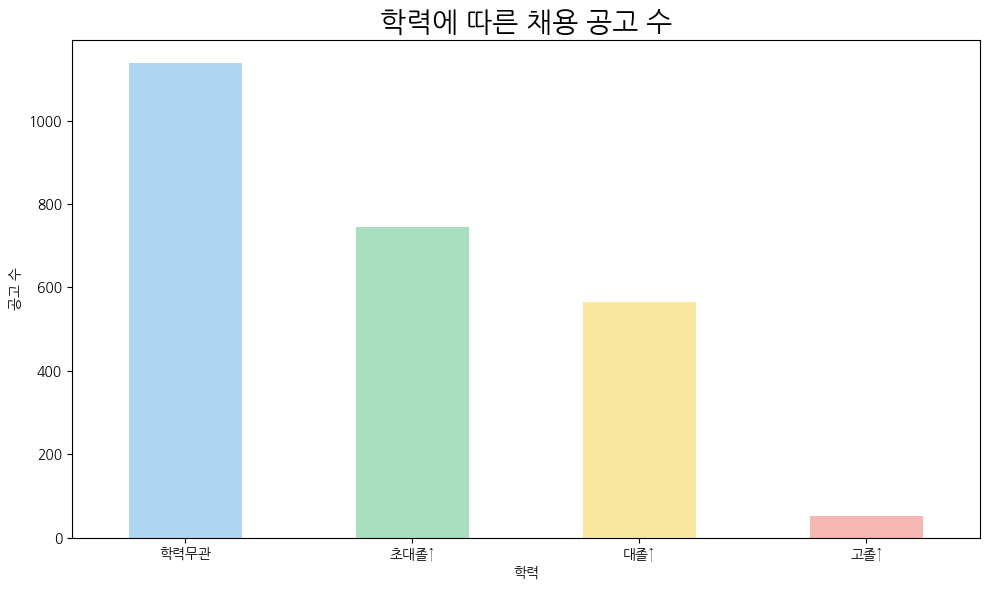 학력에 따른 채용 공고 수
공고 수
1000
800
600
400
200
0
학력무관
초대졸↑
대졸↑
고졸↑
학력